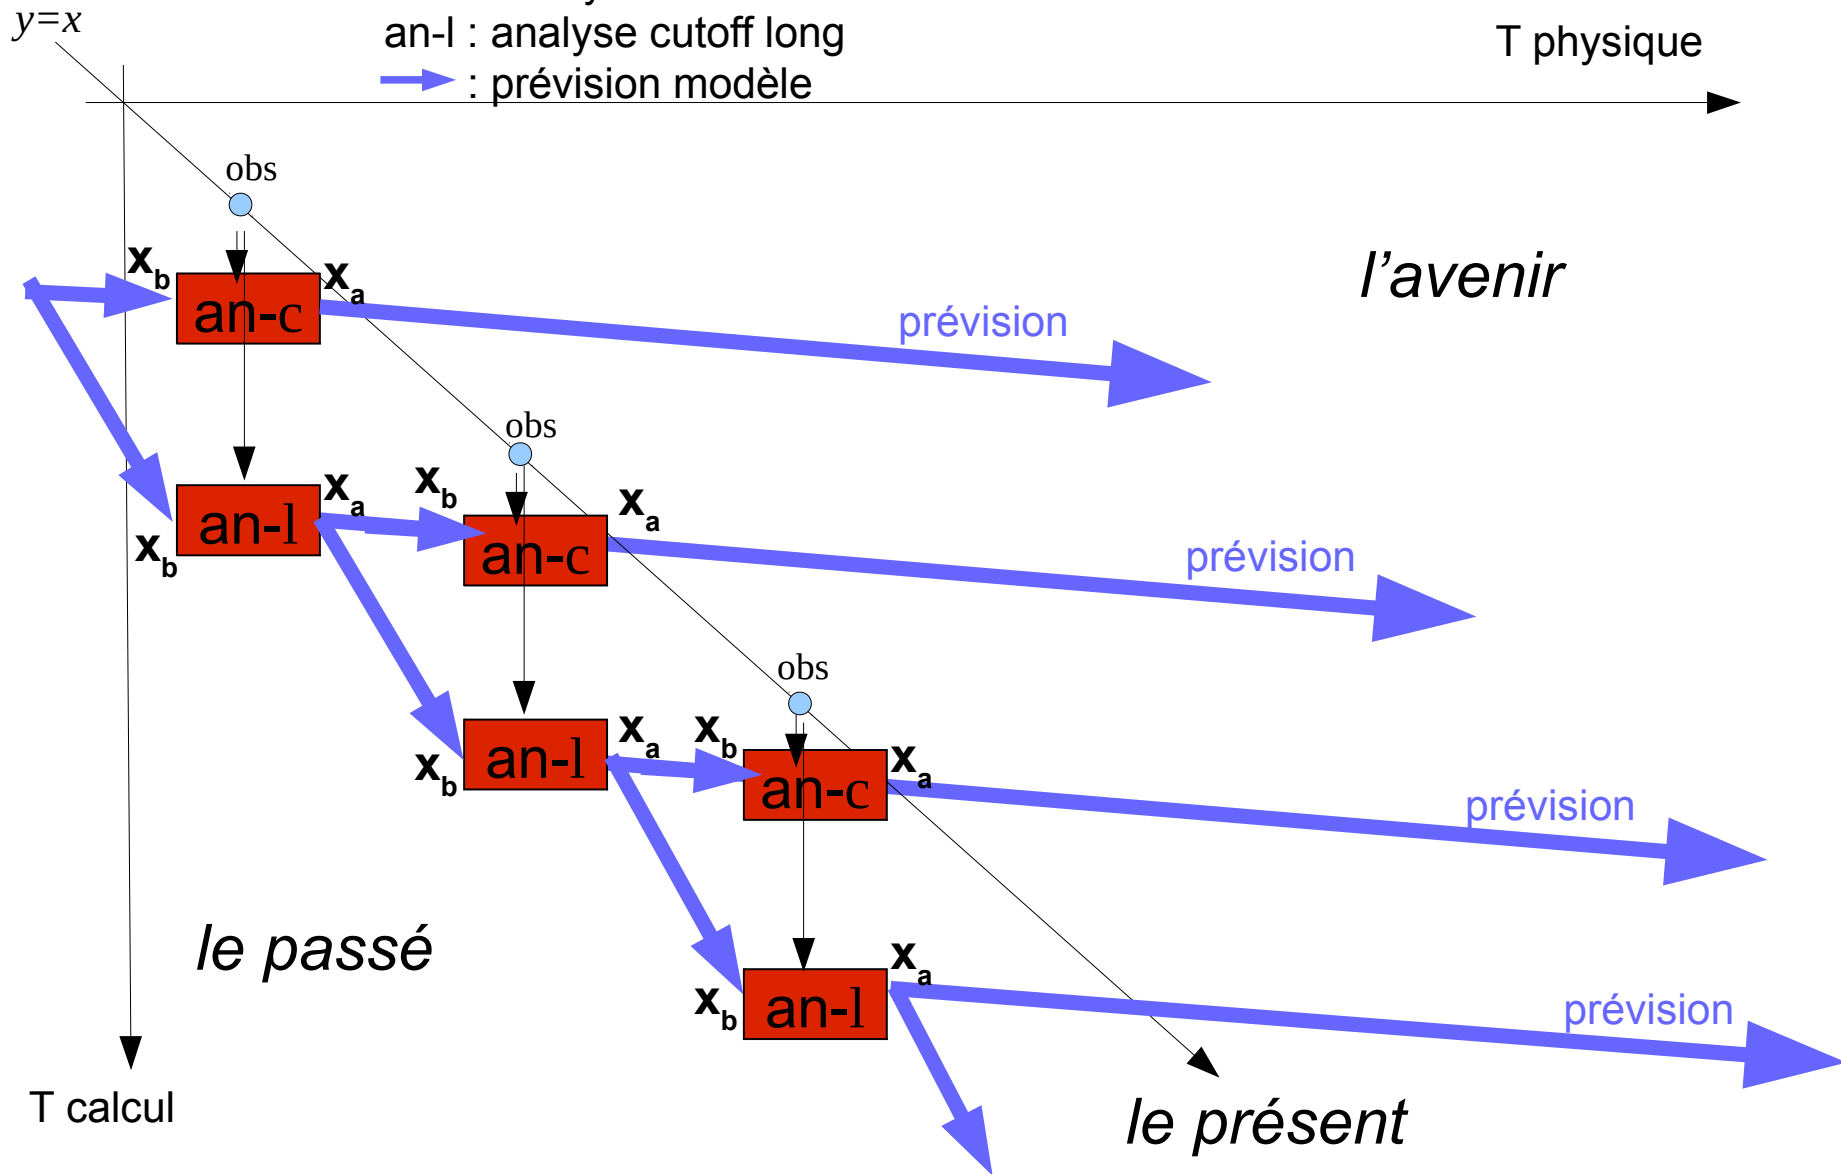 y=x
an-l : analyse cutoff long
T physique
: prévision modèle
obs
x_b
x_a
an-c
l’avenir
prévision
obs
x_a
x_b
x_a
an-l
x_b
an-c
prévision
obs
x_a
x_b
x_a
x_b
an-l
an-c
prévision
le passé
x_a
x_b
an-l
prévision
T calcul
le présent